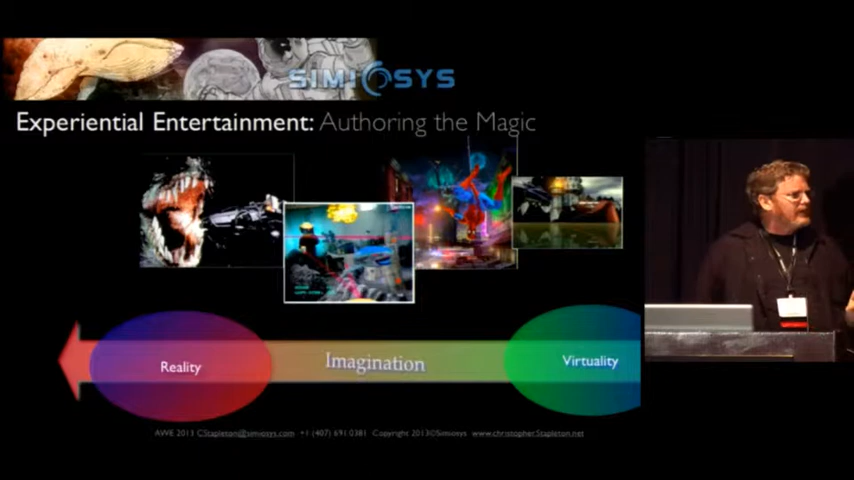 SIMIOSYS
Experiential Entertainment: Authoring the Magic
Reality
Imagination
Virtuality
AWE 2013 CStapleton@simiosys.com +1 (407) 691.0381 Copyright 2013©Simiosys www.christopher.Stapleton.net